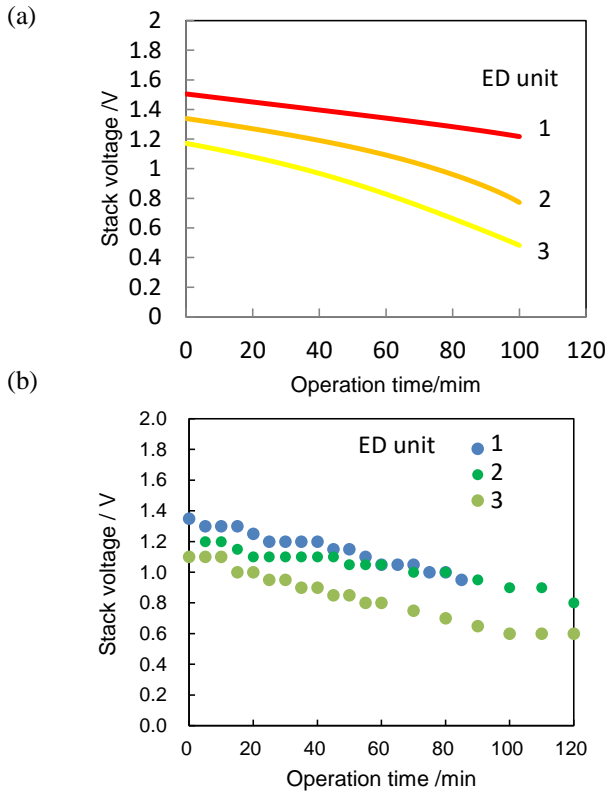 (a)
2
1.8
1.6
1.4
1.2
1
0.8
0.6
0.4
0.2
0
Stack voltage /V
ED unit
1
2
3
0 20 40 60 80 100 120
Operation time/mim
(b)
2.0
1.8
1.6
1.4
1.2
1.0
0.8
0.6
0.4
0.2
0.0
Stack voltage / V
ED unit
1
2
3
0 20 40 60 80 100 120
Operation time /min